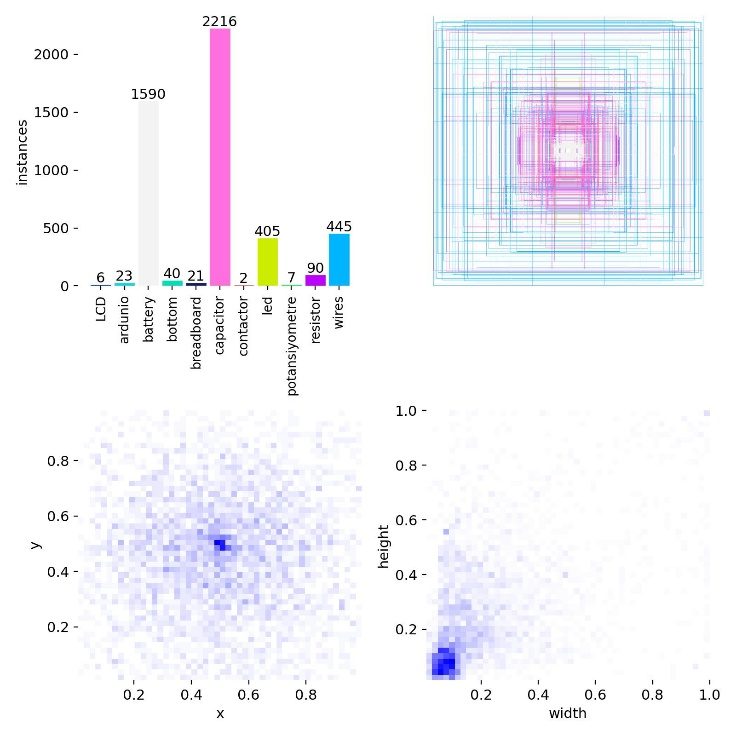 2216
2000
1590
1500
instances
1000
500
405
445
6
23
40
21
2
7
90
0
LCD
ardunio
battery
bottom
breadboard
capacitor
contactor
led
potansiyometre
resistor
wires
0.8
0.6
y
0.4
0.2
0.2 0.4 0.6 0.8
x
1.0
0.8
0.6
height
0.4
0.2
0.2 0.4 0.6 0.8 1.0
width